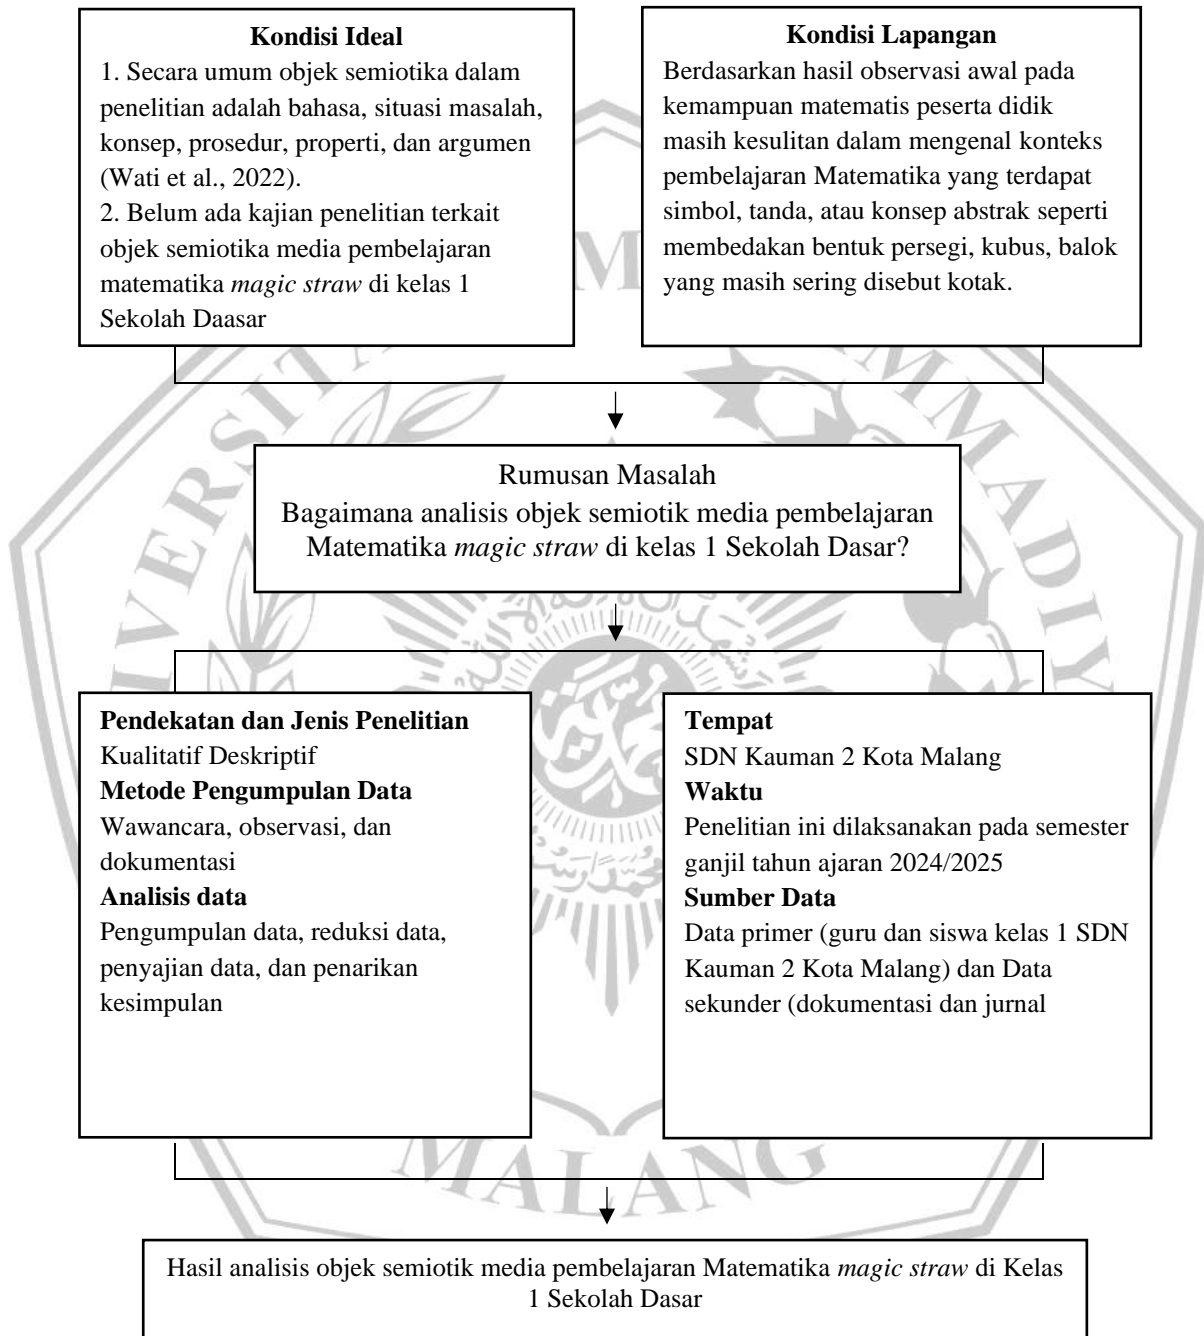 Kondisi Ideal
1. Secara umum objek semiotika dalam
penelitian adalah bahasa, situasi masalah,
konsep, prosedur, properti, dan argumen
(Wati et al., 2022).
2. Belum ada kajian penelitian terkait
objek semiotika media pembelajaran
matematika magic straw di kelas 1
Sekolah Daasar
Kondisi Lapangan
Berdasarkan hasil observasi awal pada
kemampuan matematis peserta didik
masih kesulitan dalam mengenal konteks
pembelajaran Matematika yang terdapat
simbol, tanda, atau konsep abstrak seperti
membedakan bentuk persegi, kubus, balok
yang masih sering disebut kotak.
Rumusan Masalah
Bagaimana analisis objek semiotik media pembelajaran
Matematika magic straw di kelas 1 Sekolah Dasar?
Pendekatan dan Jenis Penelitian
Kualitatif Deskriptif
Metode Pengumpulan Data
Wawancara, observasi, dan
dokumentasi
Analisis data
Pengumpulan data, reduksi data,
penyajian data, dan penarikan
kesimpulan
Tempat
SDN Kauman 2 Kota Malang
Waktu
Penelitian ini dilaksanakan pada semester
ganjil tahun ajaran 2024/2025
Sumber Data
Data primer (guru dan siswa kelas 1 SDN
Kauman 2 Kota Malang) dan Data
sekunder (dokumentasi dan jurnal
MALANG
Hasil analisis objek semiotik media pembelajaran Matematika magic straw di Kelas
1 Sekolah Dasar